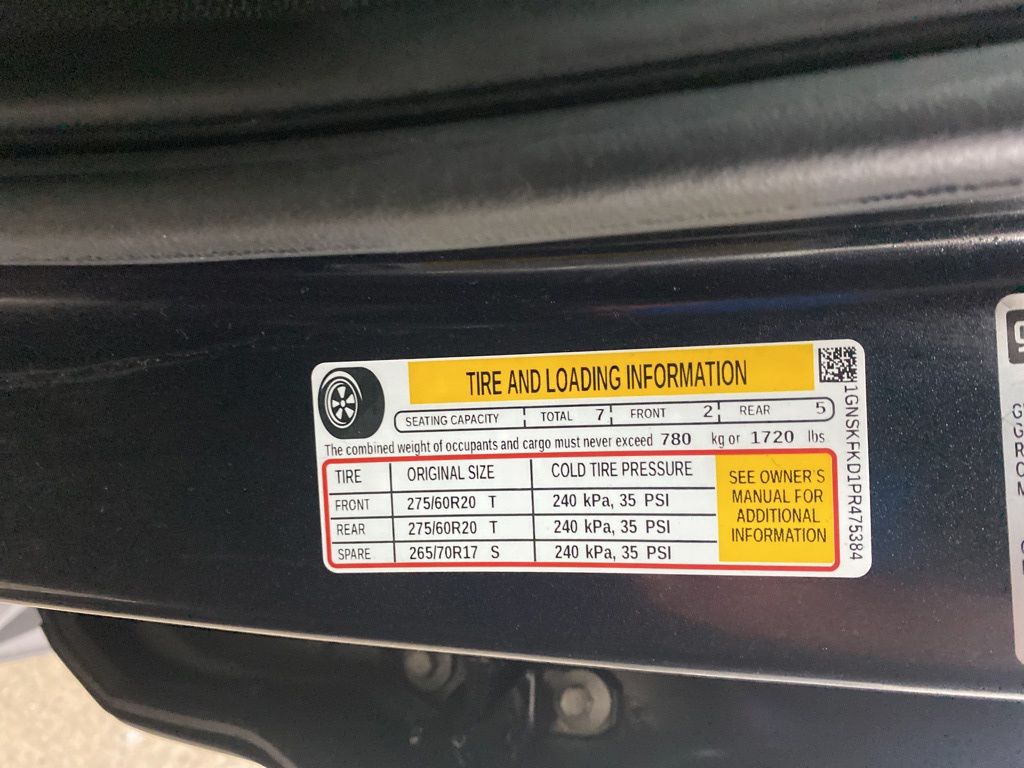 TIRE AND LOADING INFORMATION
SEATING CAPACITY TOTAL 7 FRONT 2 REAR 5
The combined weight of occupants and cargo must never exceed 780 kg or 1720 lbs
TIRE ORIGINAL SIZE COLD TIRE PRESSURE
FRONT 275/60R20 T 240 kPa, 35 PSI
REAR 275/60R20 T 240 kPa, 35 PSI
SPARE 265/70R17 S 240 kPa, 35 PSI
SEE OWNER'S
MANUAL FOR
ADDITIONAL
INFORMATION
1GNSKFKD1PR475384